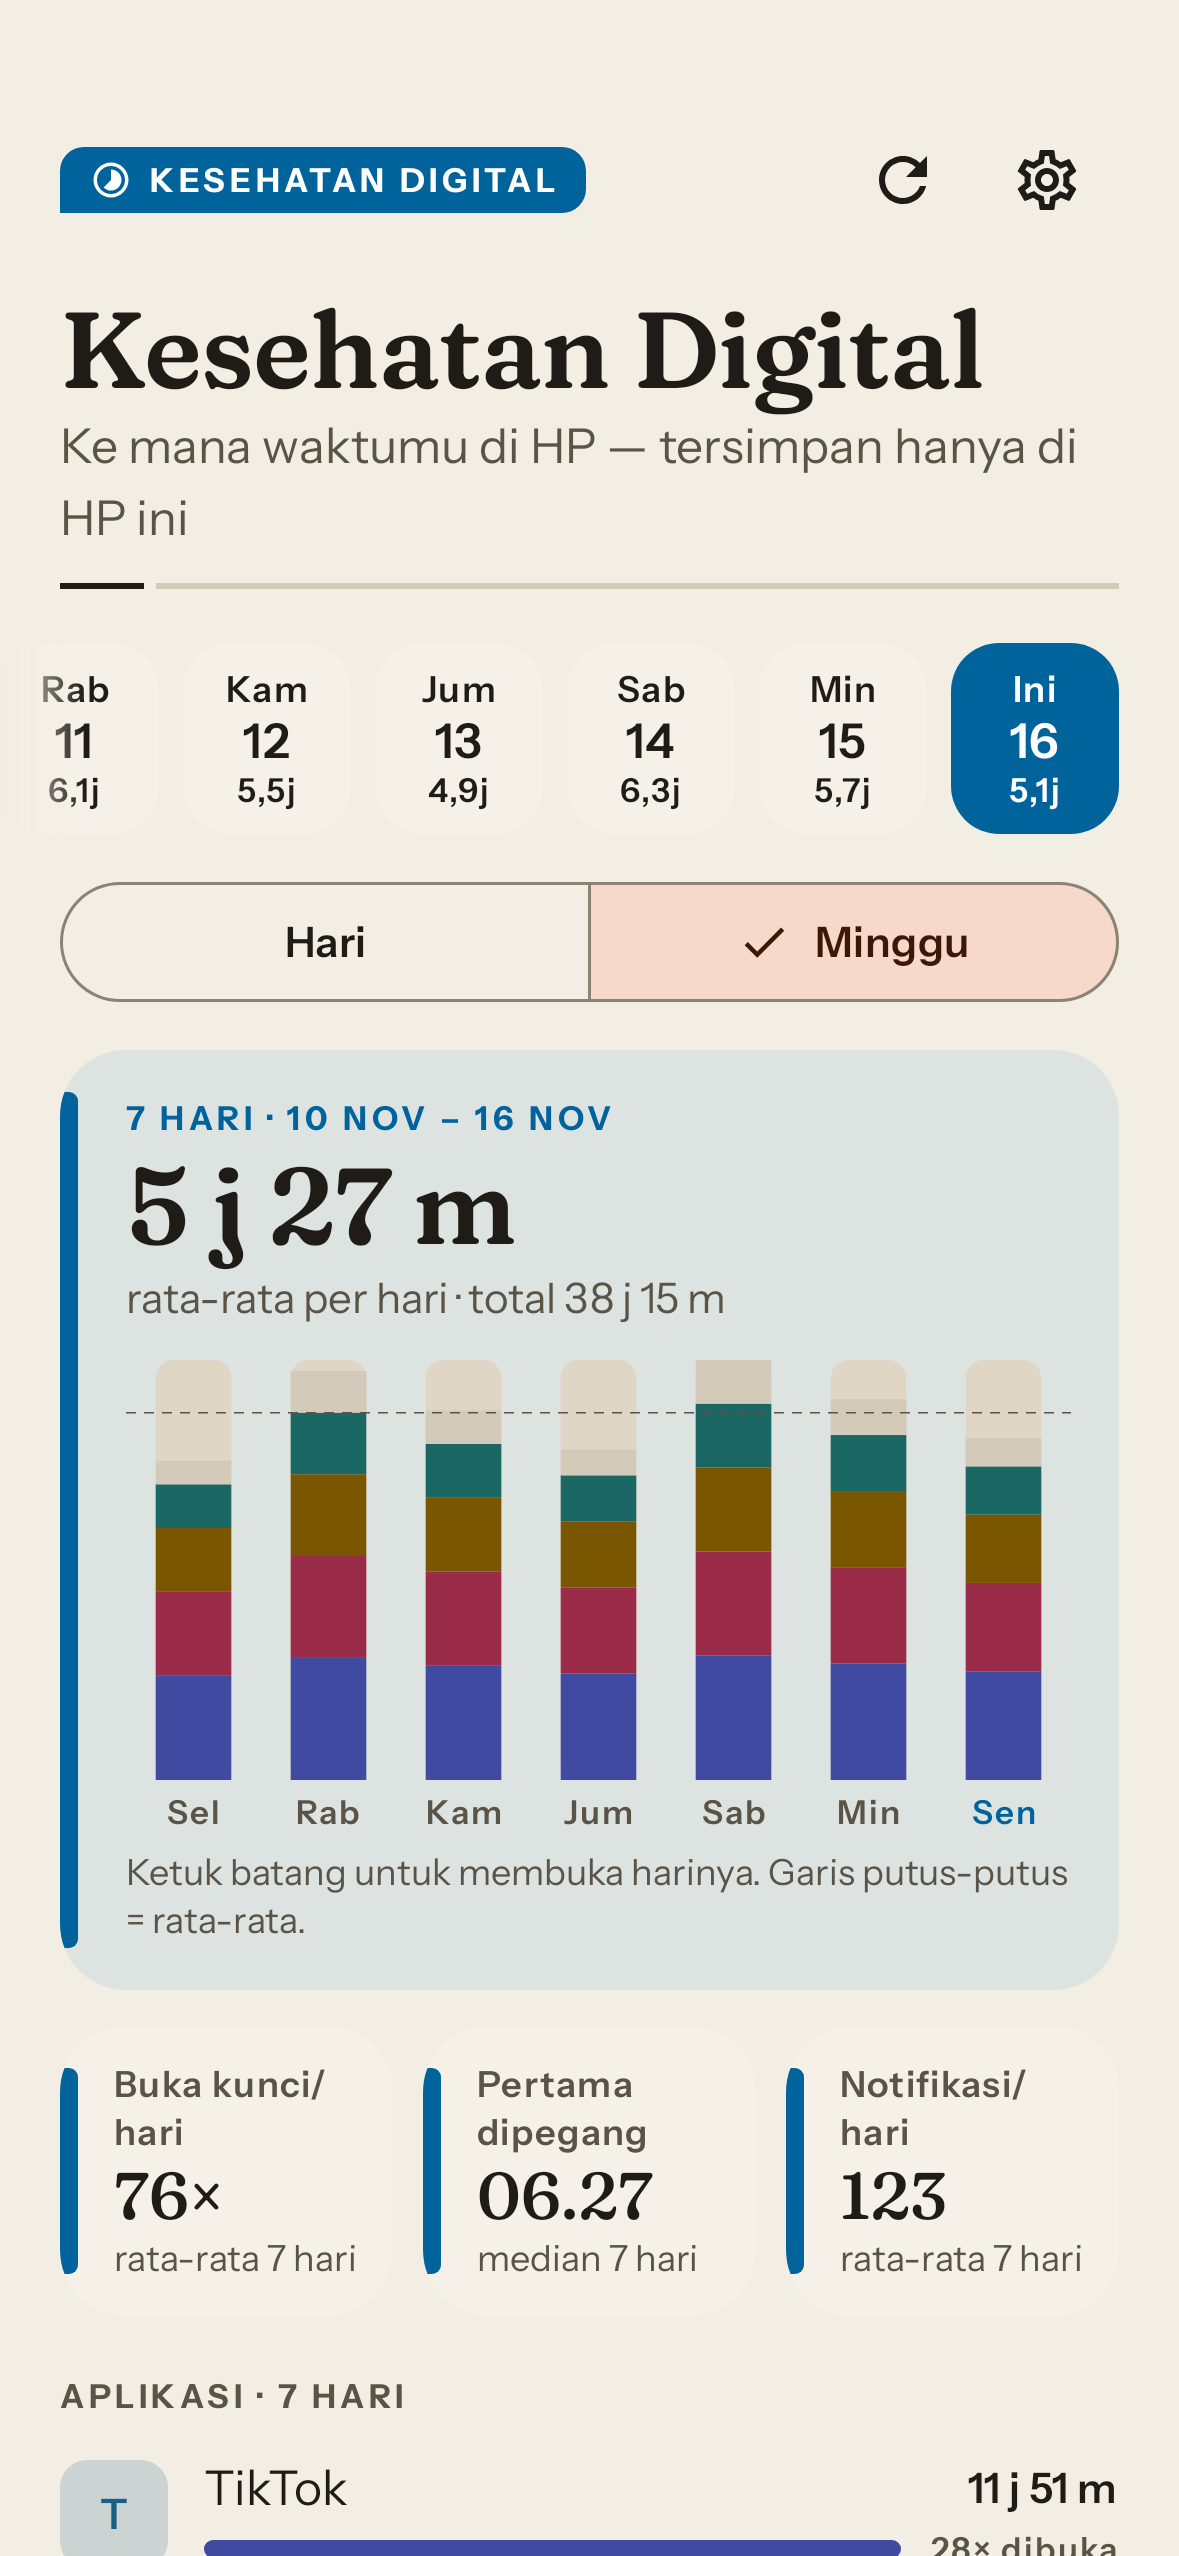 KESEHATAN DIGITAL
Kesehatan Digital
Ke mana waktumu di HP — tersimpan hanya di
HP ini
Rab
11
6,1j
Kam
12
5,5j
Jum
13
4,9j
Sab
14
6,3j
Min
15
5,7j
Ini
16
5,1j
Hari
Minggu
7 HARI · 10 NOV – 16 NOV
5 j 27 m
rata-rata per hari · total 38 j 15 m
Sel Rab Kam Jum Sab Min Sen
Ketuk batang untuk membuka harinya. Garis putus-putus
= rata-rata.
Buka kunci/
hari
76×
rata-rata 7 hari
Pertama
dipegang
06.27
median 7 hari
Notifikasi/
hari
123
rata-rata 7 hari
APLIKASI · 7 HARI
T
TikTok
11 j 51 m
28× dibuka